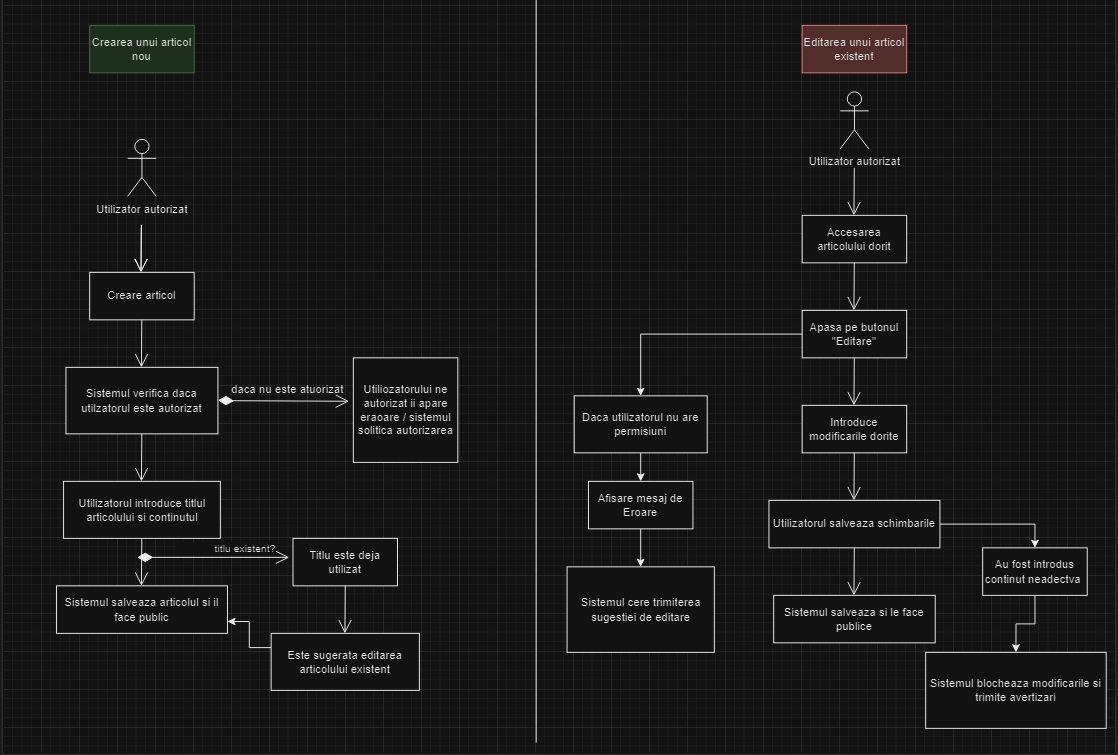 Crearea unui articol
nou
Utilizator autorizat
Creare articol
Sistemul verifica daca
utilzatorul este autorizat
daca nu este atuorizat
Utiliozatorului ne
autorizat ii apare
eraoare / sistemul
solitica autorizarea
Utilizatorul introduce titlul
articolului si continutul
titlu existent?
Titlu este deja
utilizat
Sistemul salveaza articolul si il
face public
Este sugerata editarea
articolului existent
Editarea unui articol
existent
Utilizator autorizat
Accesarea
articolului dorit
Apasa pe butonul
"Editare"
Daca utilizatorul nu are
permisiuni
Introduce
modificarile dorite
Afisare mesaj de
Eroare
Utilizatorul salveaza schimbarile
Au fost introdus
continut neadectva
Sistemul cere trimiterea
sugestiei de editare
Sistemul salveaza si le face
publice
Sistemul blocheaza modificarile si
trimite avertizari